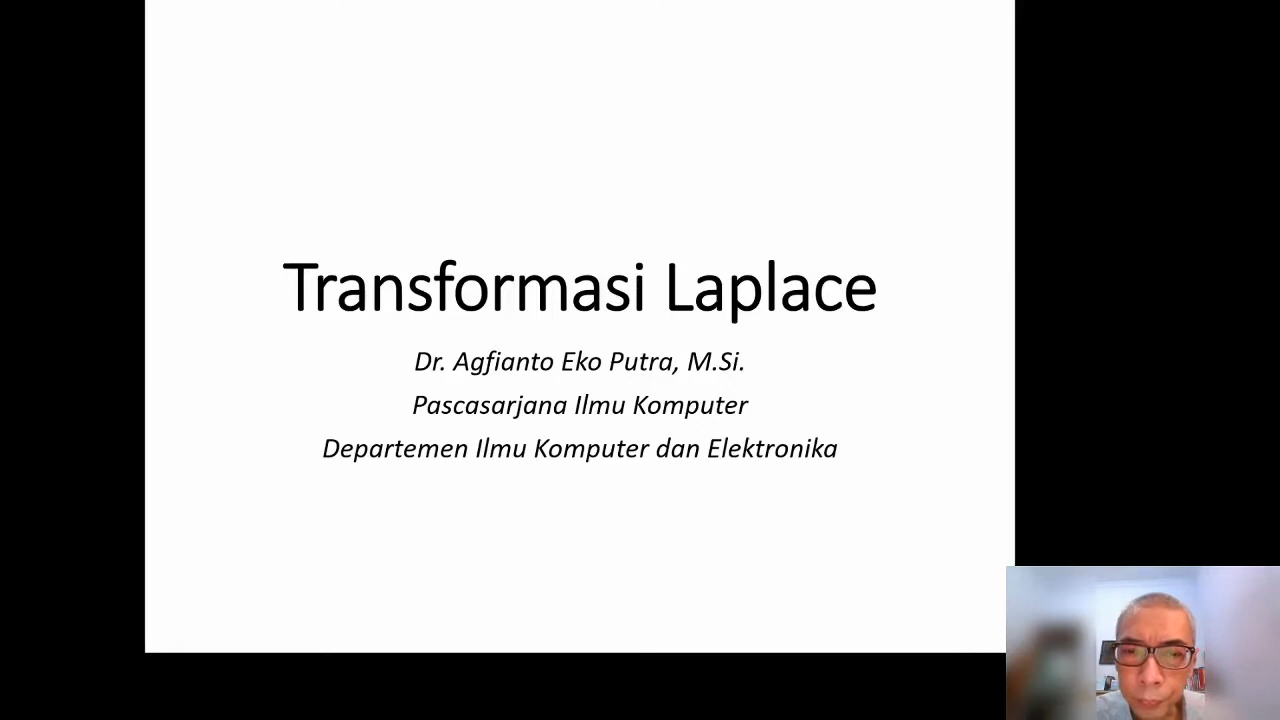 Transformasi Laplace
Dr. Agfianto Eko Putra, M.Si.
Pascasarjana Ilmu Komputer
Departemen Ilmu Komputer dan Elektronika